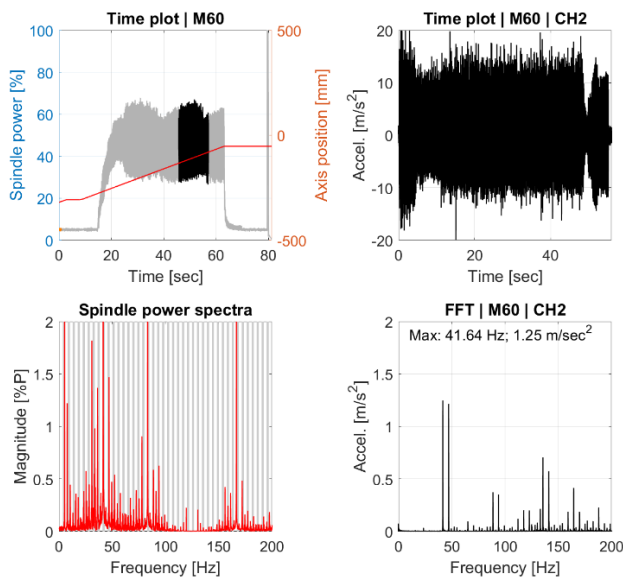 Time plot | M60
100
80
60
40
20
0
Spindle power [%]
500
0
-500
Axis position [mm]
0 20 40 60 80
Time [sec]
Time plot | M60 | CH2
20
10
0
-10
-20
Accel. [m/s²]
0 20 40
Time [sec]
Spindle power spectra
2
1.5
1
0.5
0
Magnitude [%P]
0 50 100 150 200
Frequency [Hz]
FFT | M60 | CH2
Max: 41.64 Hz; 1.25 m/sec²
2
1.5
1
0.5
0
Accel. [m/s²]
0 50 100 150 200
Frequency [Hz]